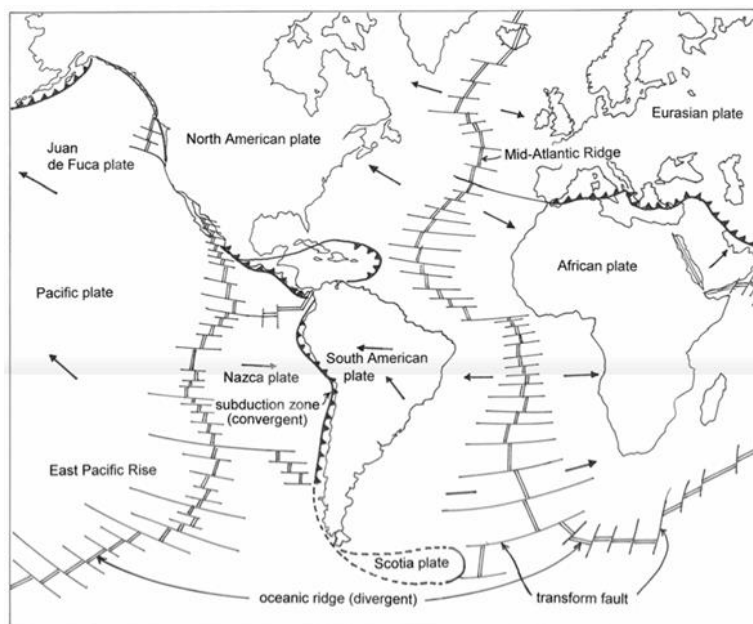 Juan
de Fuca plate
North American plate
Eurasian plate
Mid-Atlantic Ridge
African plate
Pacific plate
Nazca plate
South American
plate
subduction zone
(convergent)
East Pacific Rise
Scotia plate
oceanic ridge (divergent)
transform fault